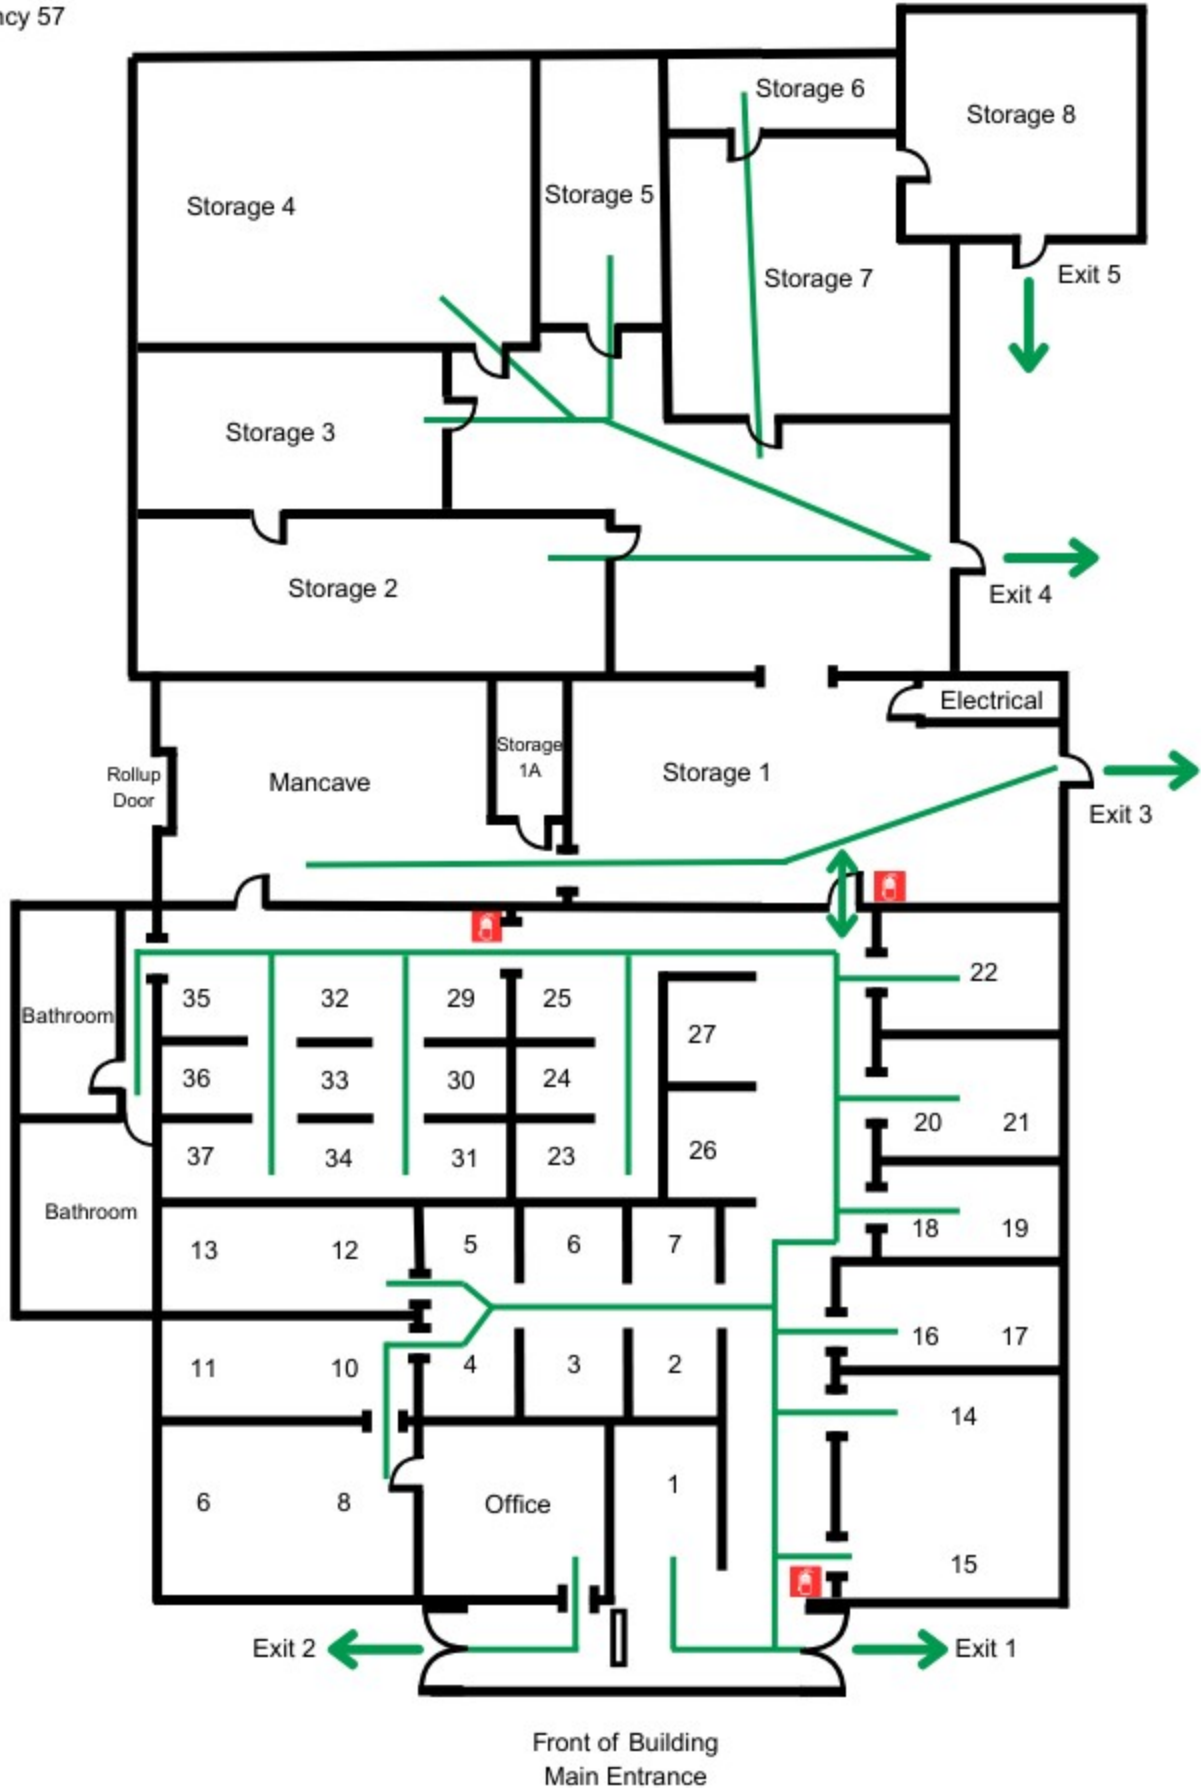 ncy 57
Storage 6
Storage 8
Storage 5
Storage 4
Storage 7
Exit 5
Storage 3
Storage 2
Exit 4
Electrical
Storage
1A
Rollup
Door
Mancave
Storage 1
Exit 3
22
35
32
29
25
Bathroom
27
36
33
30
24
20
21
37
34
31
23
26
Bathroom
18
19
13
12
5
6
7
16
17
11
10
4
3
2
14
6
8
Office
1
15
Exit 2
Exit 1
Front of Building
Main Entrance